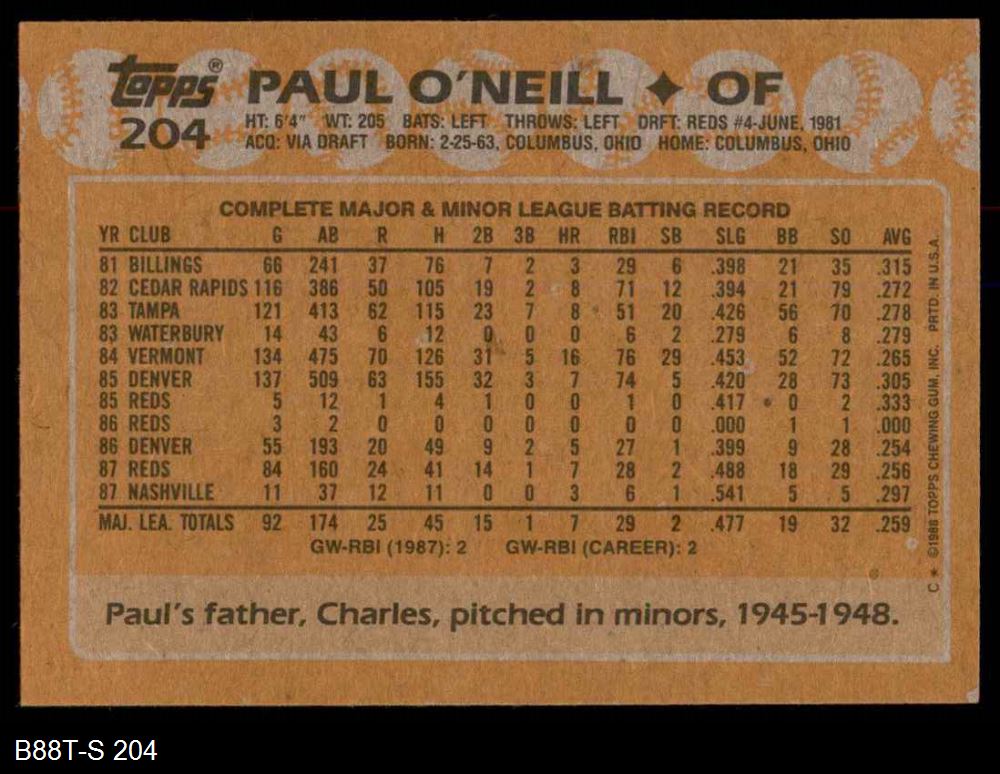 Topps® PAUL O'NEILL ♦ OF
204 HT: 6'4" WT: 205 BATS: LEFT THROWS: LEFT DRFT: REDS #4-JUNE, 1981
ACQ: VIA DRAFT BORN: 2-25-63, COLUMBUS, OHIO HOME: COLUMBUS, OHIO
COMPLETE MAJOR & MINOR LEAGUE BATTING RECORD
YR CLUB G AB R H 2B 3B HR RBI SB SLG BB SO AVG
81 BILLINGS 66 241 37 76 7 2 3 29 6 .398 21 35 .315
82 CEDAR RAPIDS 116 386 50 105 19 2 8 71 12 .394 21 79 .272
83 TAMPA 121 413 62 115 23 7 8 51 20 .426 56 70 .278
83 WATERBURY 14 43 6 12 0 0 0 6 2 .279 6 8 .279
84 VERMONT 134 475 70 126 31 5 16 76 29 .453 52 72 .265
85 DENVER 137 509 63 155 32 3 7 74 5 .420 28 73 .305
85 REDS 5 12 1 4 1 0 0 1 0 .417 0 2 .333
86 REDS 3 2 0 0 0 0 0 0 0 .000 1 1 .000
86 DENVER 55 193 20 49 9 2 5 27 1 .399 9 28 .254
87 REDS 84 160 24 41 14 1 7 28 2 .488 18 29 .256
87 NASHVILLE 11 37 12 11 0 0 3 6 1 .541 5 5 .297
MAJ. LEA. TOTALS 92 174 25 45 15 1 7 29 2 .477 19 32 .259
GW-RBI (1987): 2 GW-RBI (CAREER): 2
C * ©1988 TOPPS CHEWING GUM, INC. PRTD. IN U.S.A.
Paul's father, Charles, pitched in minors, 1945-1948.
B88T-S 204